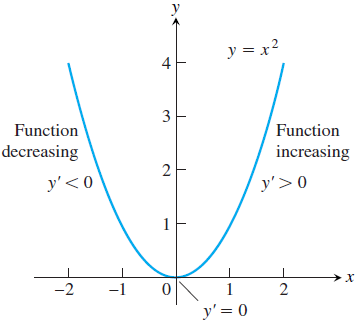 y
y = x²
4
3
Function
decreasing
y′ < 0
Function
increasing
y′ > 0
2
1
−2 −1 0 1 2 x
y′ = 0